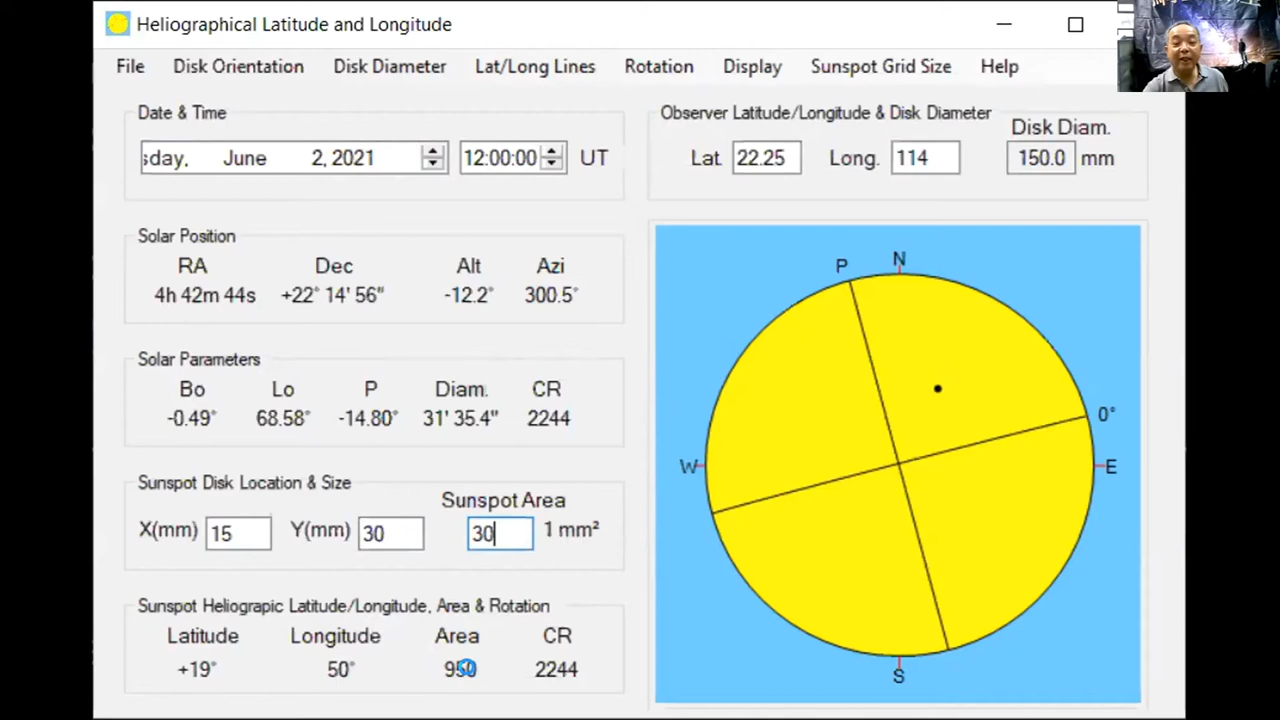 Heliographical Latitude and Longitude
File Disk Orientation Disk Diameter Lat/Long Lines Rotation Display Sunspot Grid Size Help
Date & Time
sday, June 2, 2021 12:00:00 UT
Observer Latitude/Longitude & Disk Diameter
Disk Diam.
Lat 22.25 Long. 114 150.0 mm
Solar Position
RA Dec Alt Azi
4h 42m 44s +22° 14' 56" -12.2° 300.5°
Solar Parameters
Bo Lo P Diam. CR
-0.49° 68.58° -14.80° 31' 35.4" 2244
Sunspot Disk Location & Size
Sunspot Area
X(mm) 15 Y(mm) 30 30 1 mm²
Sunspot Heliograpic Latitude/Longitude, Area & Rotation
Latitude Longitude Area CR
+19° 50° 950 2244
P N
0°
W E
S